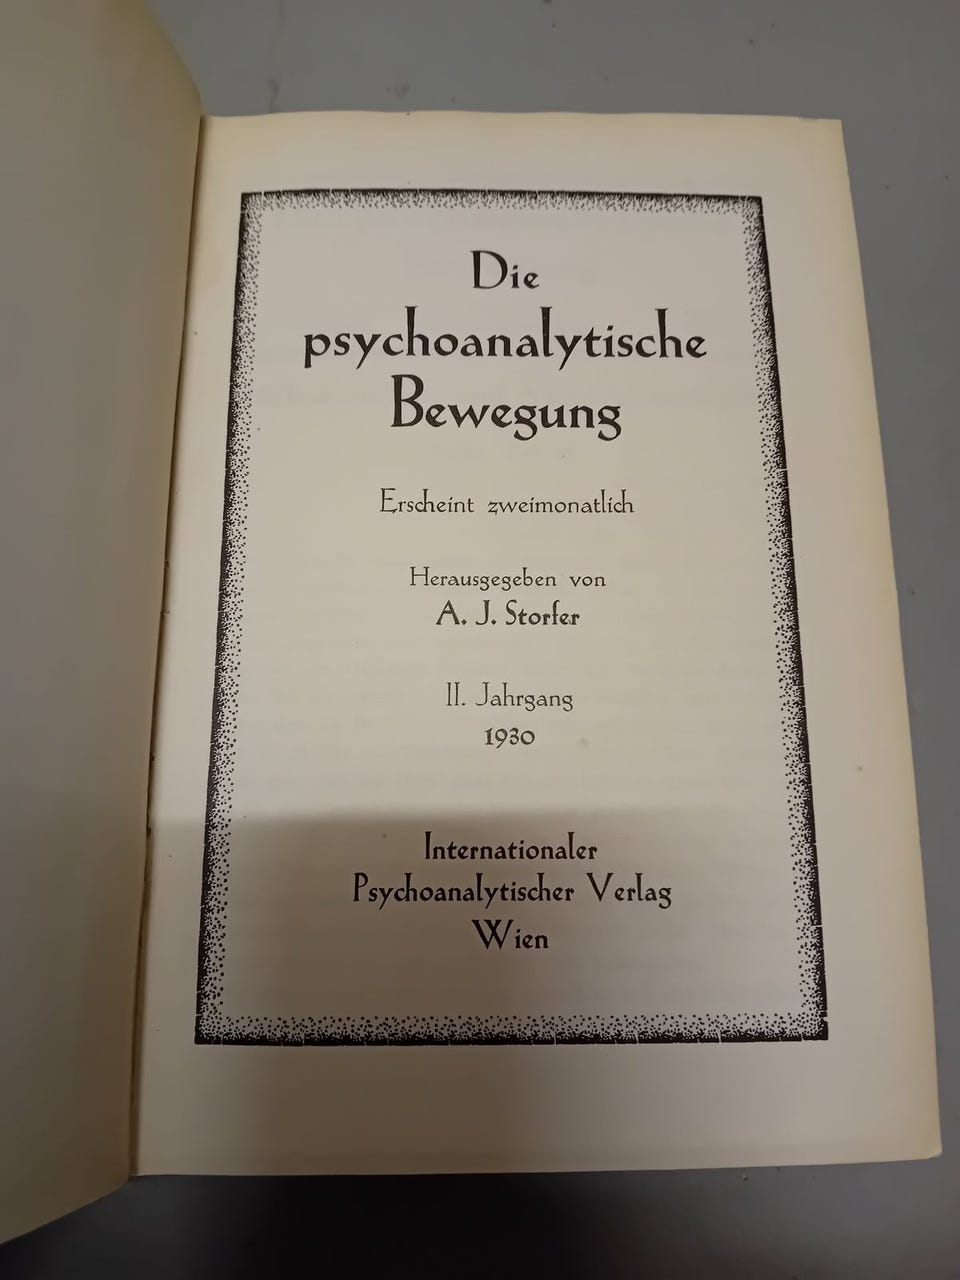 Die
psychoanalytische
Bewegung
Erscheint zweimonatlich
Herausgegeben von
A. J. Storfer
II. Jahrgang
1930
Internationaler
Psychoanalytischer Verlag
Wien